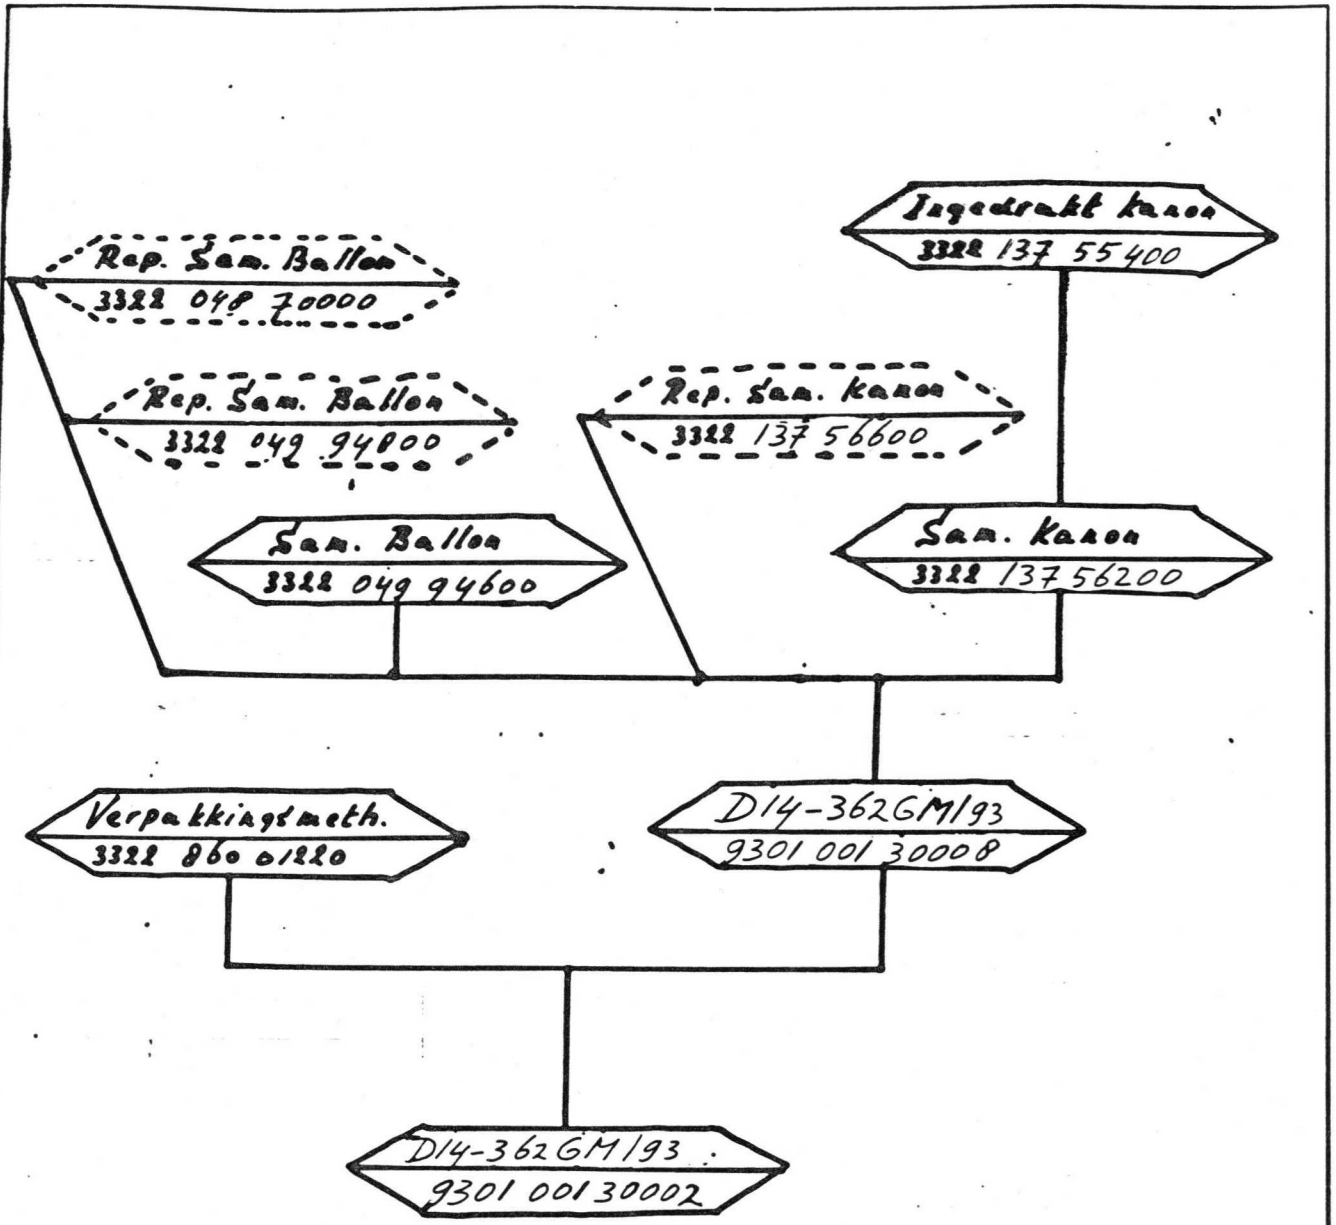 Ingedrukt kanon
3322 137 55400
Rep. Sam. Ballon
3322 048 70000
Rep. Sam. Ballon
3322 049 94800
Rep. Sam. Kanon
3322 137 56600
Sam. Ballon
3322 049 94600
Sam. Kanon
3322 137 56200
Verpakkingsmeth.
3322 860 01220
D14-362GM/93
9301 001 30008
D14-362GM/93
9301 001 30002